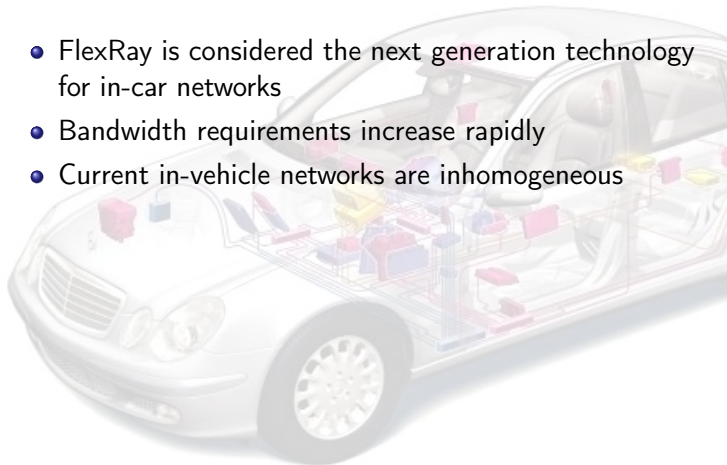 FlexRay is considered the next generation technology
for in-car networks
Bandwidth requirements increase rapidly
Current in-vehicle networks are inhomogeneous